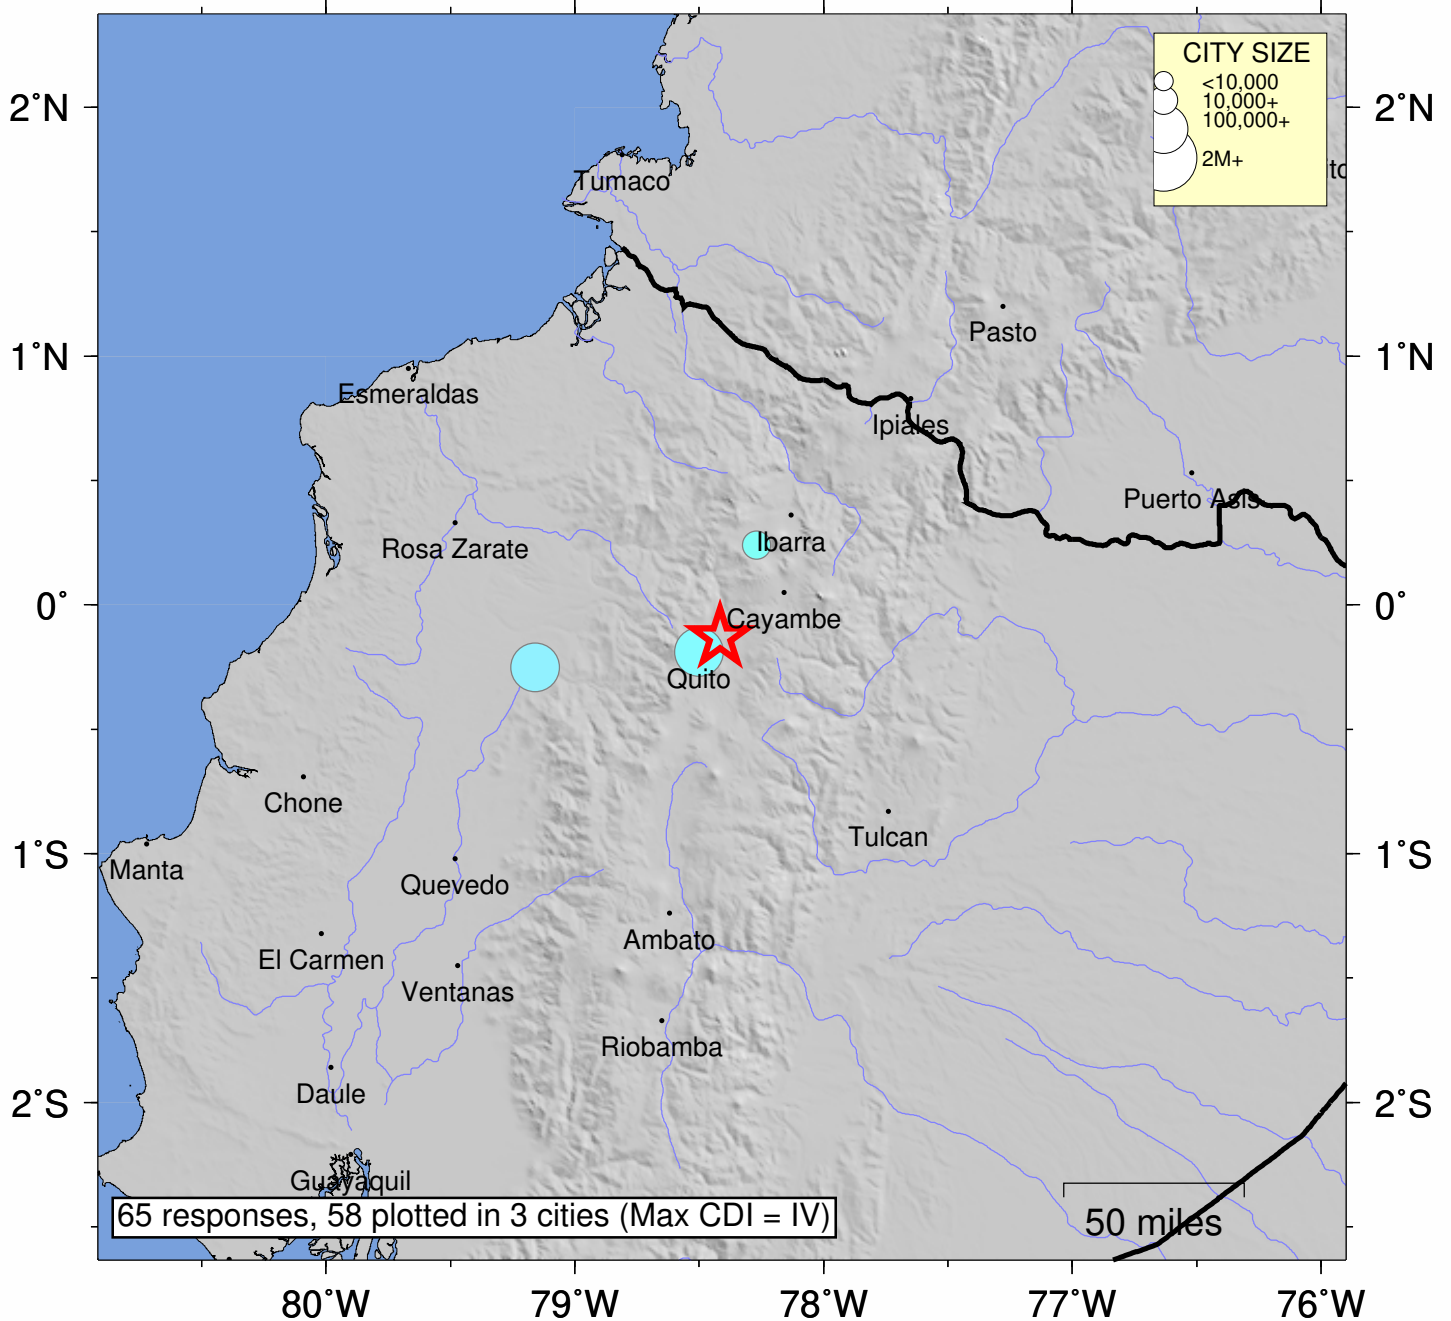 CITY SIZE
<10,000
10,000+
100,000+
2M+
2˚N
2˚N
Tumaco
Pasto
1˚N
1˚N
Esmeraldas
Ipiales
Puerto Asis
Rosa Zarate
Ibarra
0˚
0˚
Cayambe
Quito
Chone
Tulcan
1˚S
1˚S
Manta
Quevedo
Ambato
El Carmen
Ventanas
Riobamba
Daule
2˚S
2˚S
Guayaquil
65 responses, 58 plotted in 3 cities (Max CDI = IV)
50 miles
80˚W
79˚W
78˚W
77˚W
76˚W